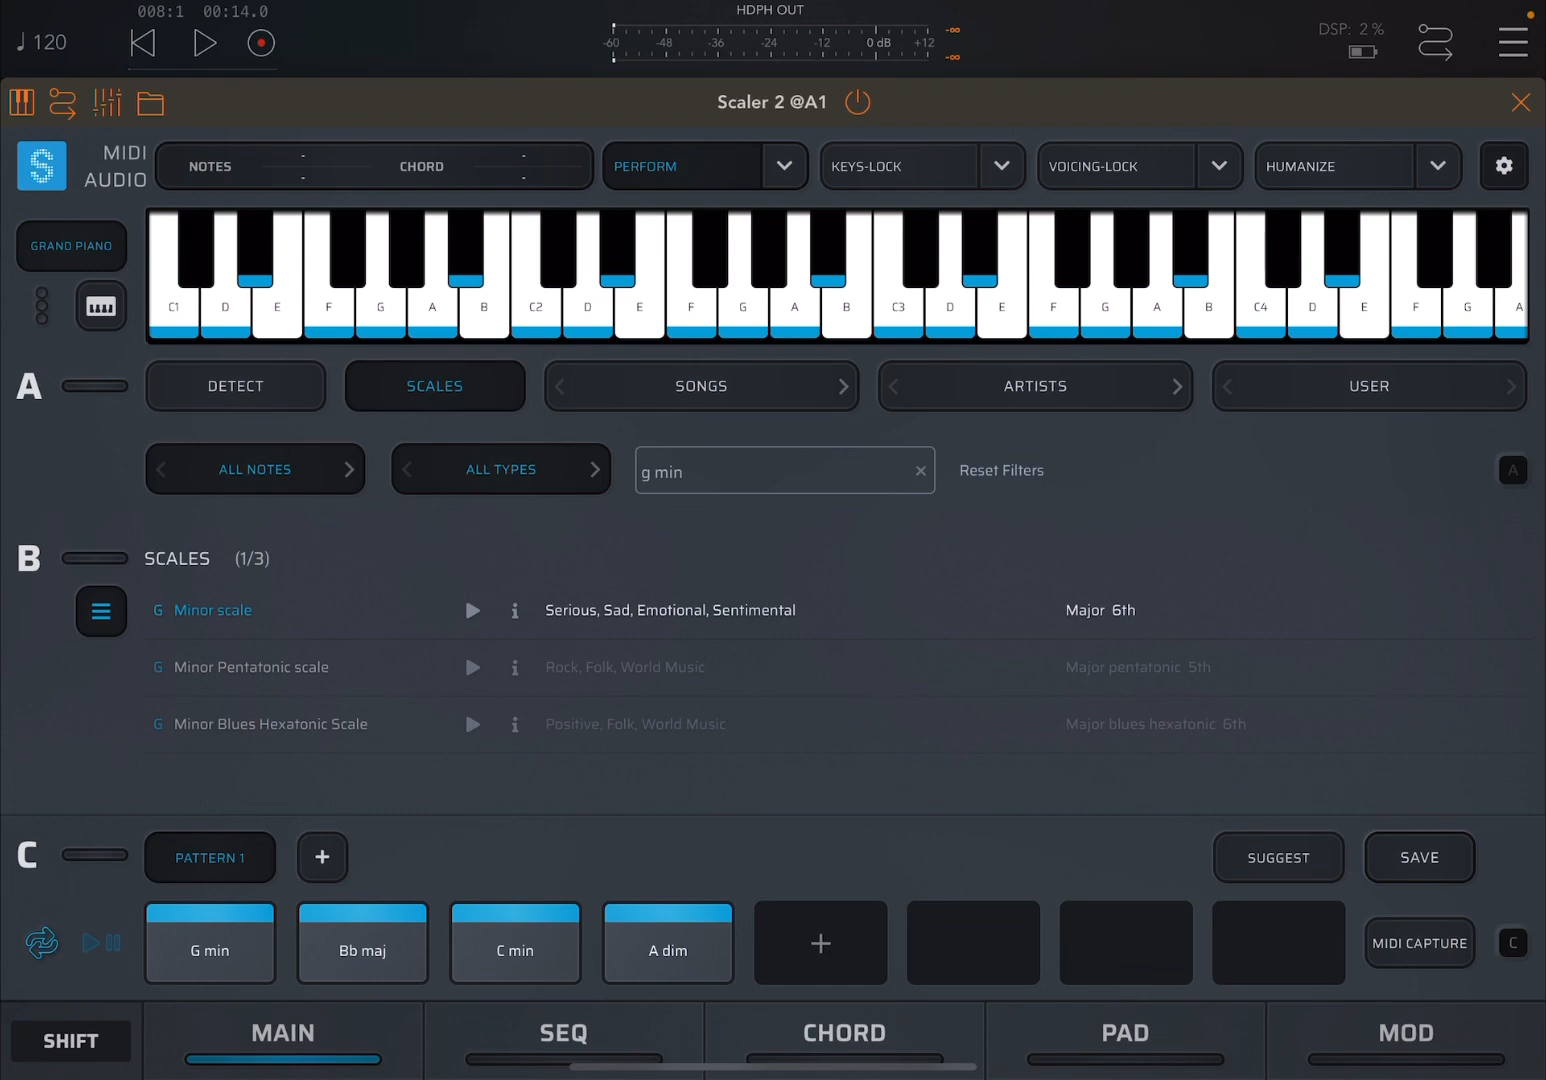 008:1 00:14.0
HDPH OUT
♩ 120
-60 -48 -36 -24 -12 0 dB +12
-∞
-∞
DSP: 2 %
Scaler 2 @A1
S
MIDI
AUDIO
NOTES - -
CHORD - -
PERFORM
KEYS-LOCK
VOICING-LOCK
HUMANIZE
GRAND PIANO
C1 D E F G A B C2 D E F G A B C3 D E F G A B C4 D E F G A
A
DETECT
SCALES
SONGS
ARTISTS
USER
ALL NOTES
ALL TYPES
g min
Reset Filters
A
B
SCALES (1/3)
G Minor scale Serious, Sad, Emotional, Sentimental Major 6th
G Minor Pentatonic scale Rock, Folk, World Music Major pentatonic 5th
G Minor Blues Hexatonic Scale Positive, Folk, World Music Major blues hexatonic 6th
C
PATTERN 1
+
SUGGEST
SAVE
G min
Bb maj
C min
A dim
+
MIDI CAPTURE
C
SHIFT
MAIN
SEQ
CHORD
PAD
MOD